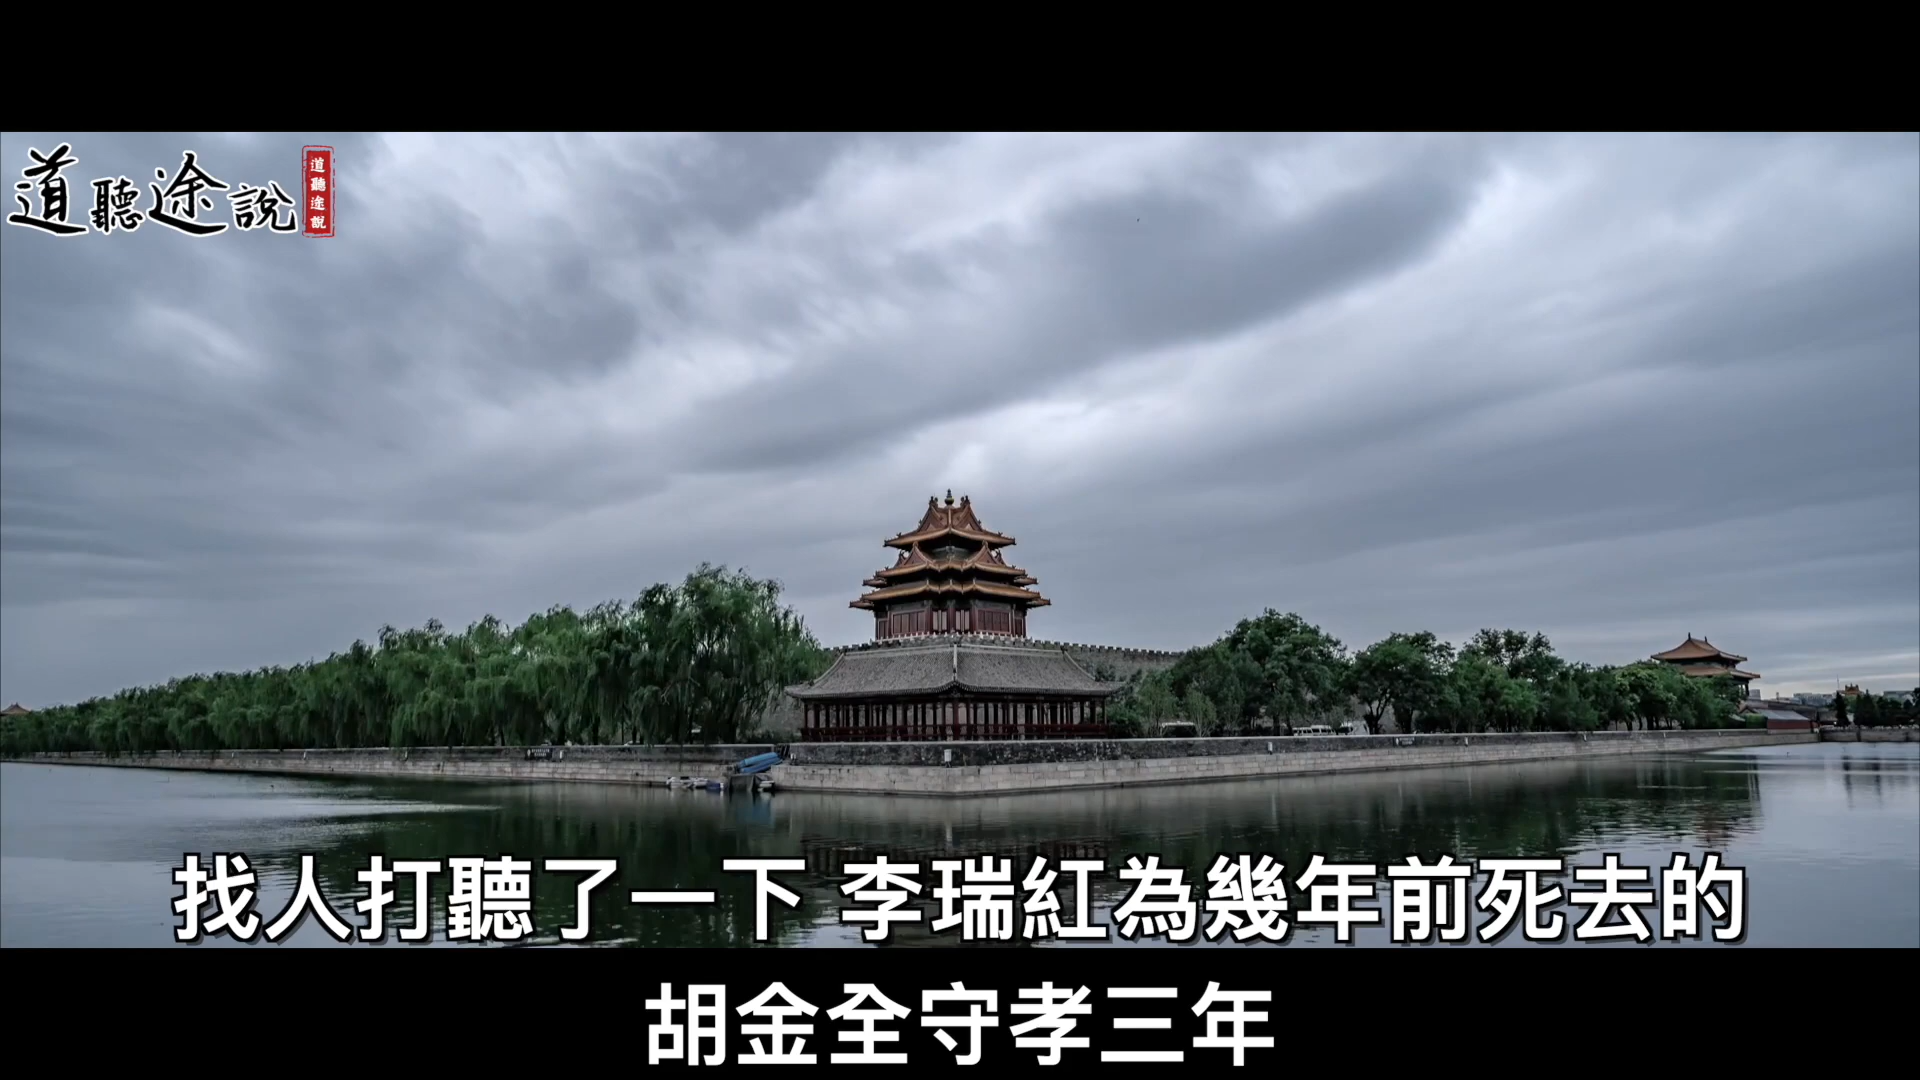 道聽途說
道聽途說
找人打聽了一下 李瑞紅為幾年前死去的
胡金全守孝三年